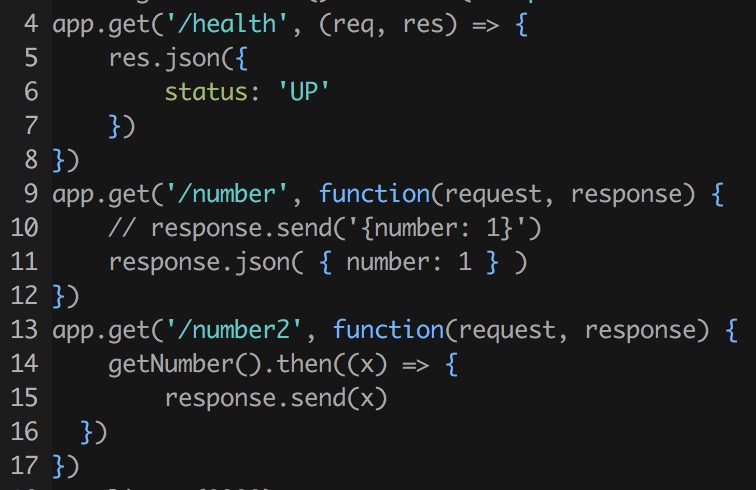 4 app.get('/health', (req, res) => {
5     res.json({
6         status: 'UP'
7     })
8 })
9 app.get('/number', function(request, response) {
10     // response.send('{number: 1}')
11     response.json( { number: 1 } )
12 })
13 app.get('/number2', function(request, response) {
14     getNumber().then((x) => {
15         response.send(x)
16   })
17 })